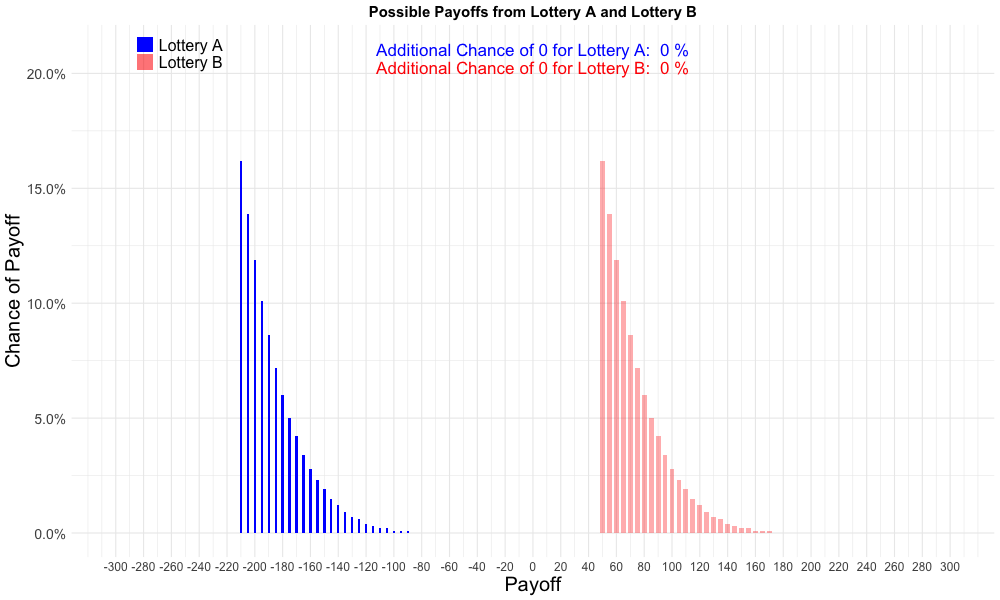 Possible Payoffs from Lottery A and Lottery B
Lottery A
Lottery B
Additional Chance of 0 for Lottery A:  0 %
Additional Chance of 0 for Lottery B:  0 %
Chance of Payoff
20.0%
15.0%
10.0%
5.0%
0.0%
-300 -280 -260 -240 -220 -200 -180 -160 -140 -120 -100 -80 -60 -40 -20 0 20 40 60 80 100 120 140 160 180 200 220 240 260 280 300
Payoff